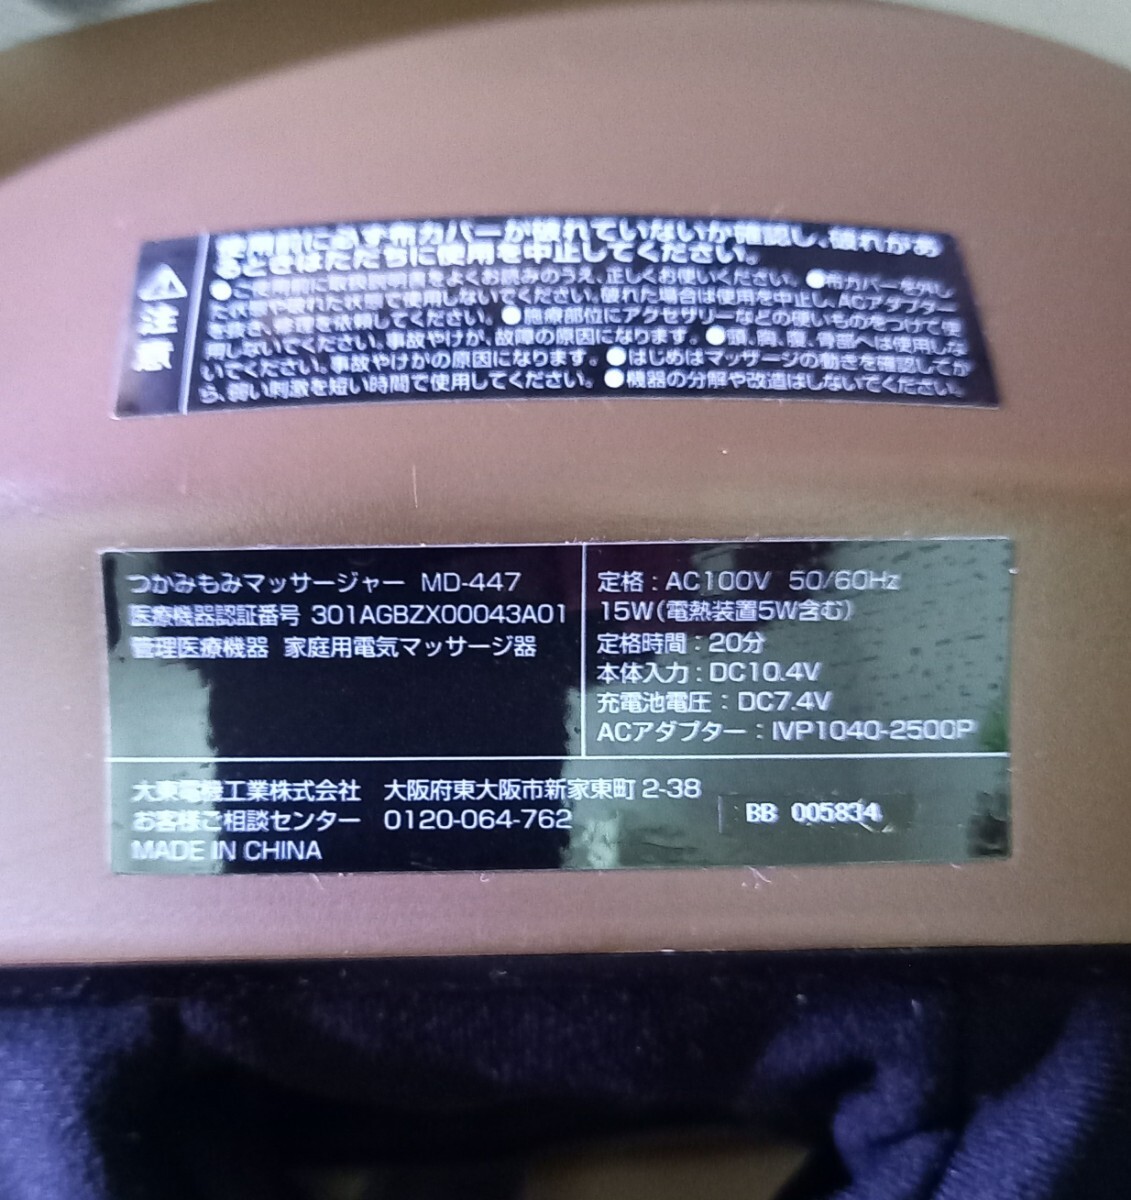 注意
使用前に必ず布カバーが破れていないか確認し、破れがあ
るときはただちに使用を中止してください。
●ご使用前に取扱説明書をよくお読みのうえ、正しくお使いください。●布カバーを外し
た状態や破れた状態で使用しないでください。破れた場合は使用を中止し、ACアダプター
を抜き、修理を依頼してください。●施療部位にアクセサリーなどの硬いものをつけて使
用しないでください。事故やけが、故障の原因になります。●頭、胸、腹、骨部へは使用しな
いでください。事故やけがの原因になります。●はじめはマッサージの動きを確認してか
ら、弱い刺激を短い時間で使用してください。●機器の分解や改造はしないでください。
つかみもみマッサージャー MD-447
医療機器認証番号 301AGBZX00043A01
管理医療機器 家庭用電気マッサージ器
定格：AC100V 50/60Hz
15W(電熱装置5W含む)
定格時間：20分
本体入力：DC10.4V
充電池電圧：DC7.4V
ACアダプター：IVP1040-2500P
大東電機工業株式会社 大阪府東大阪市新家東町2-38
お客様ご相談センター 0120-064-762
MADE IN CHINA
BB 005834